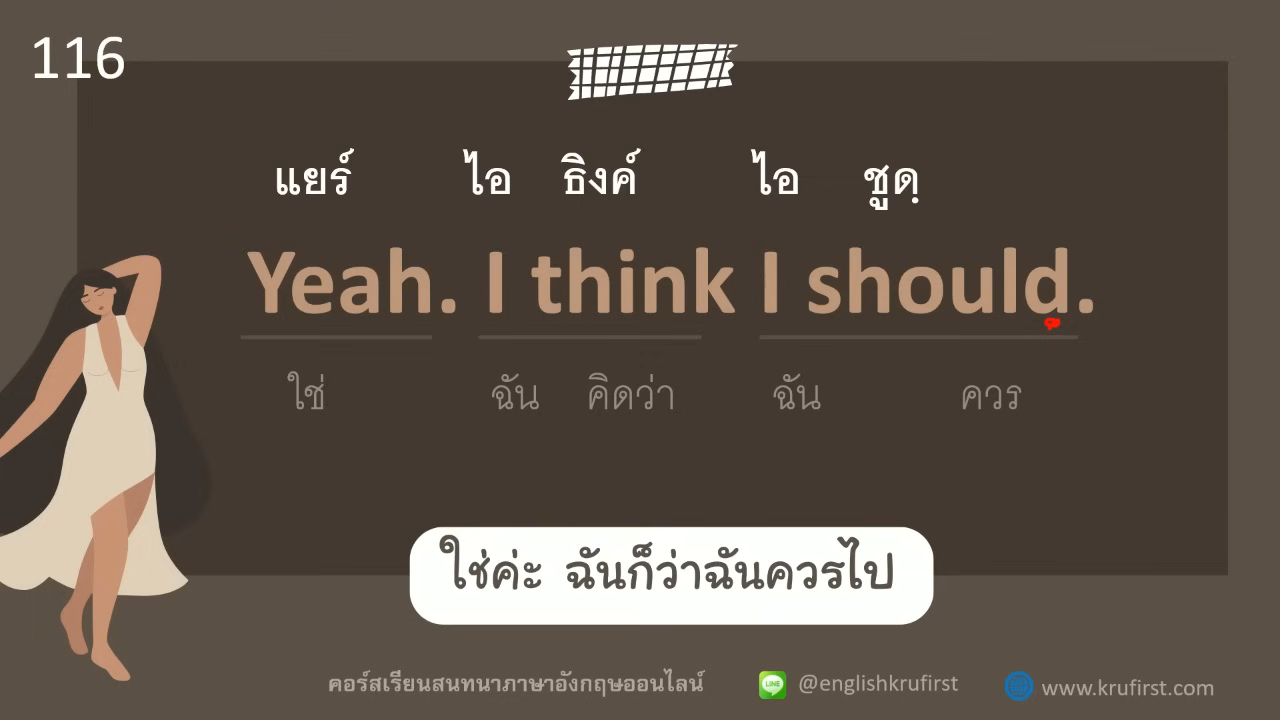 116
แยร์ ไอ ธิงค์ ไอ ชูดฺ
Yeah. I think I should.
ใช่ ฉัน คิดว่า ฉัน ควร
ใช่ค่ะ ฉันก็ว่าฉันควรไป
คอร์สเรียนสนทนาภาษาอังกฤษออนไลน์ LINE @englishkrufirst www.krufirst.com